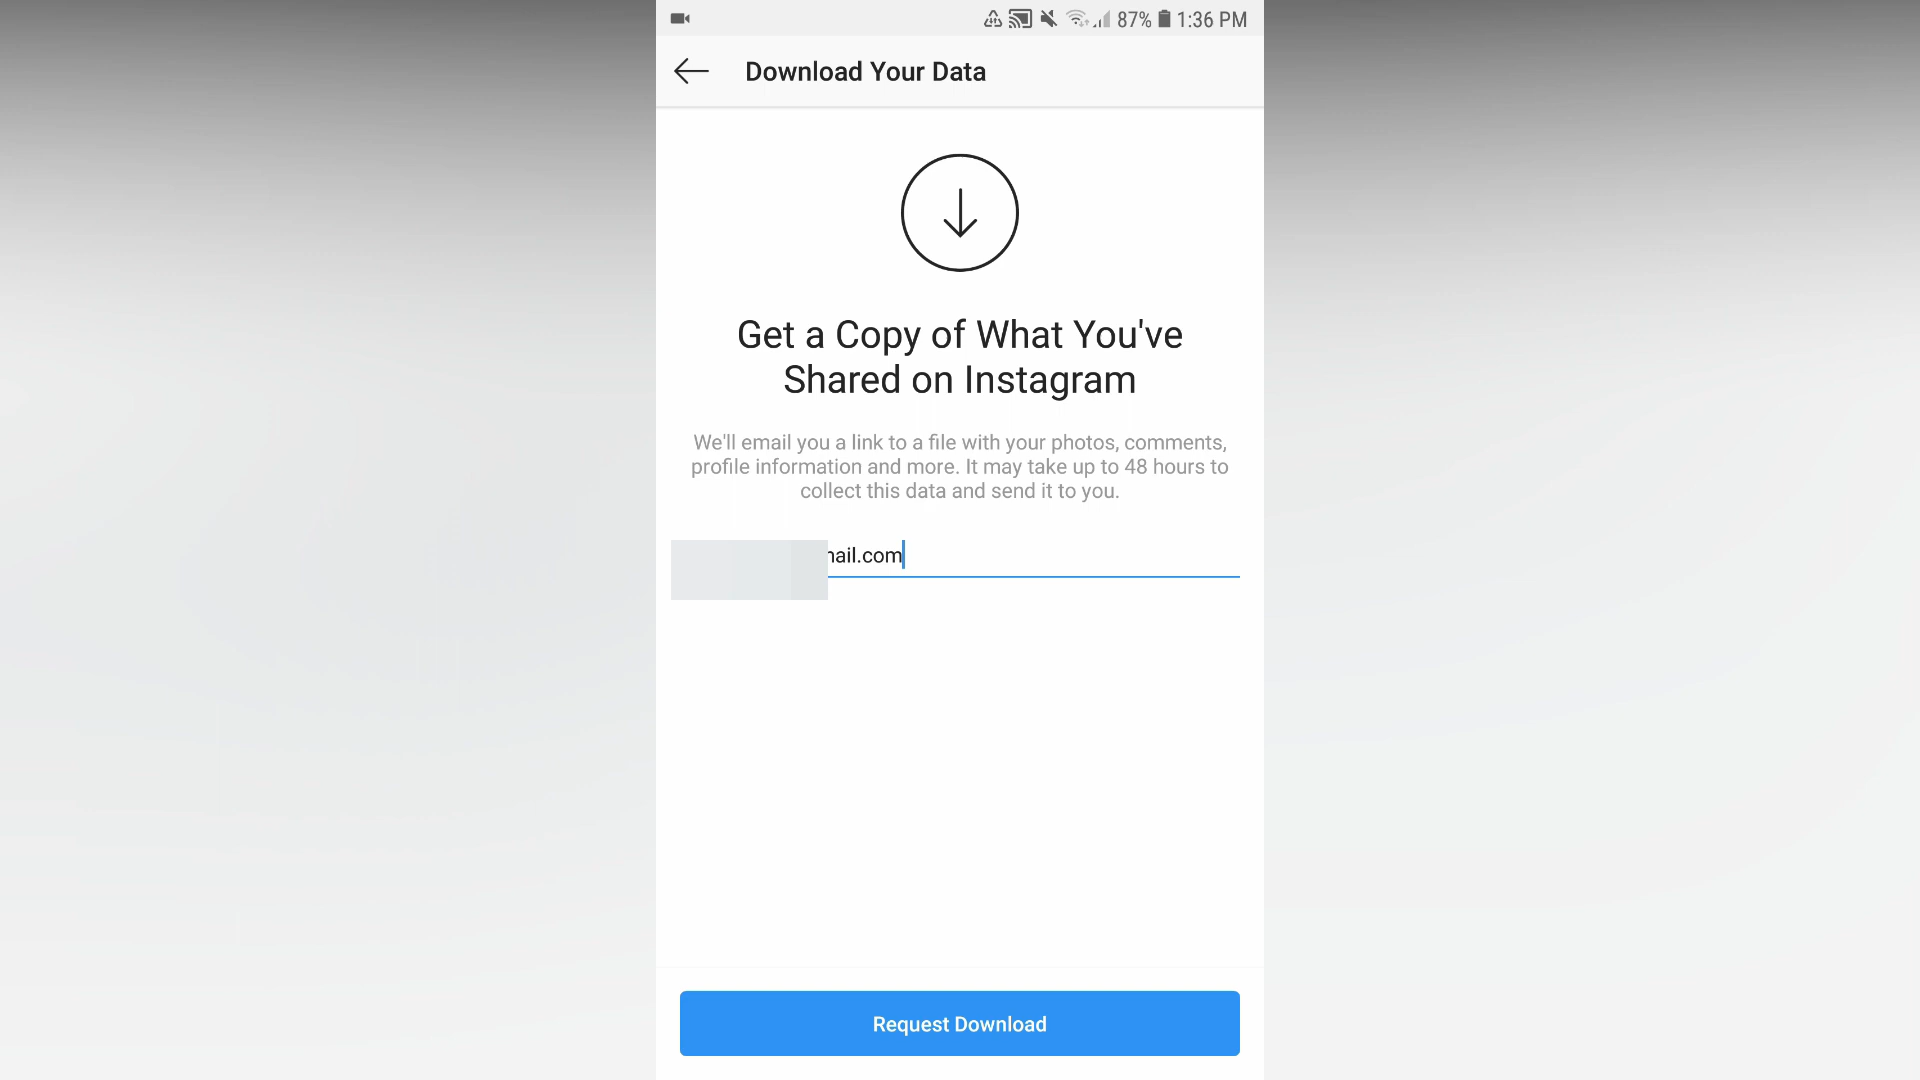 87% 1:36 PM
Download Your Data
Get a Copy of What You've
Shared on Instagram
We'll email you a link to a file with your photos, comments,
profile information and more. It may take up to 48 hours to
collect this data and send it to you.
ail.com
Request Download